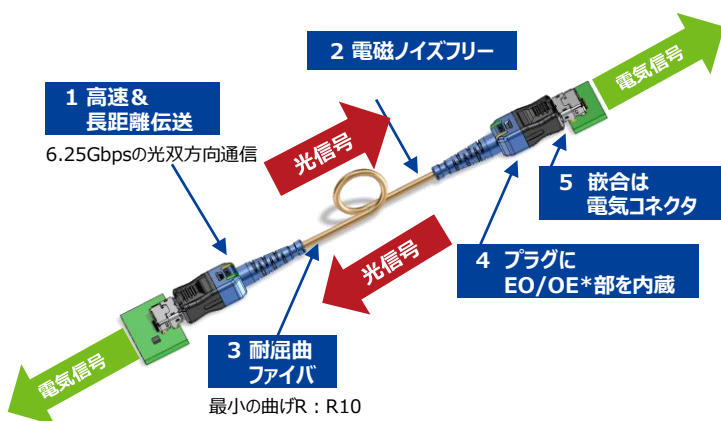 2 電磁ノイズフリー
電気信号
1 高速&
長距離伝送
6.25Gbpsの光双方向通信
光信号
5 嵌合は
電気コネクタ
光信号
4 プラグに
EO/OE*部を内蔵
3 耐屈曲
ファイバ
最小の曲げR：R10
電気信号